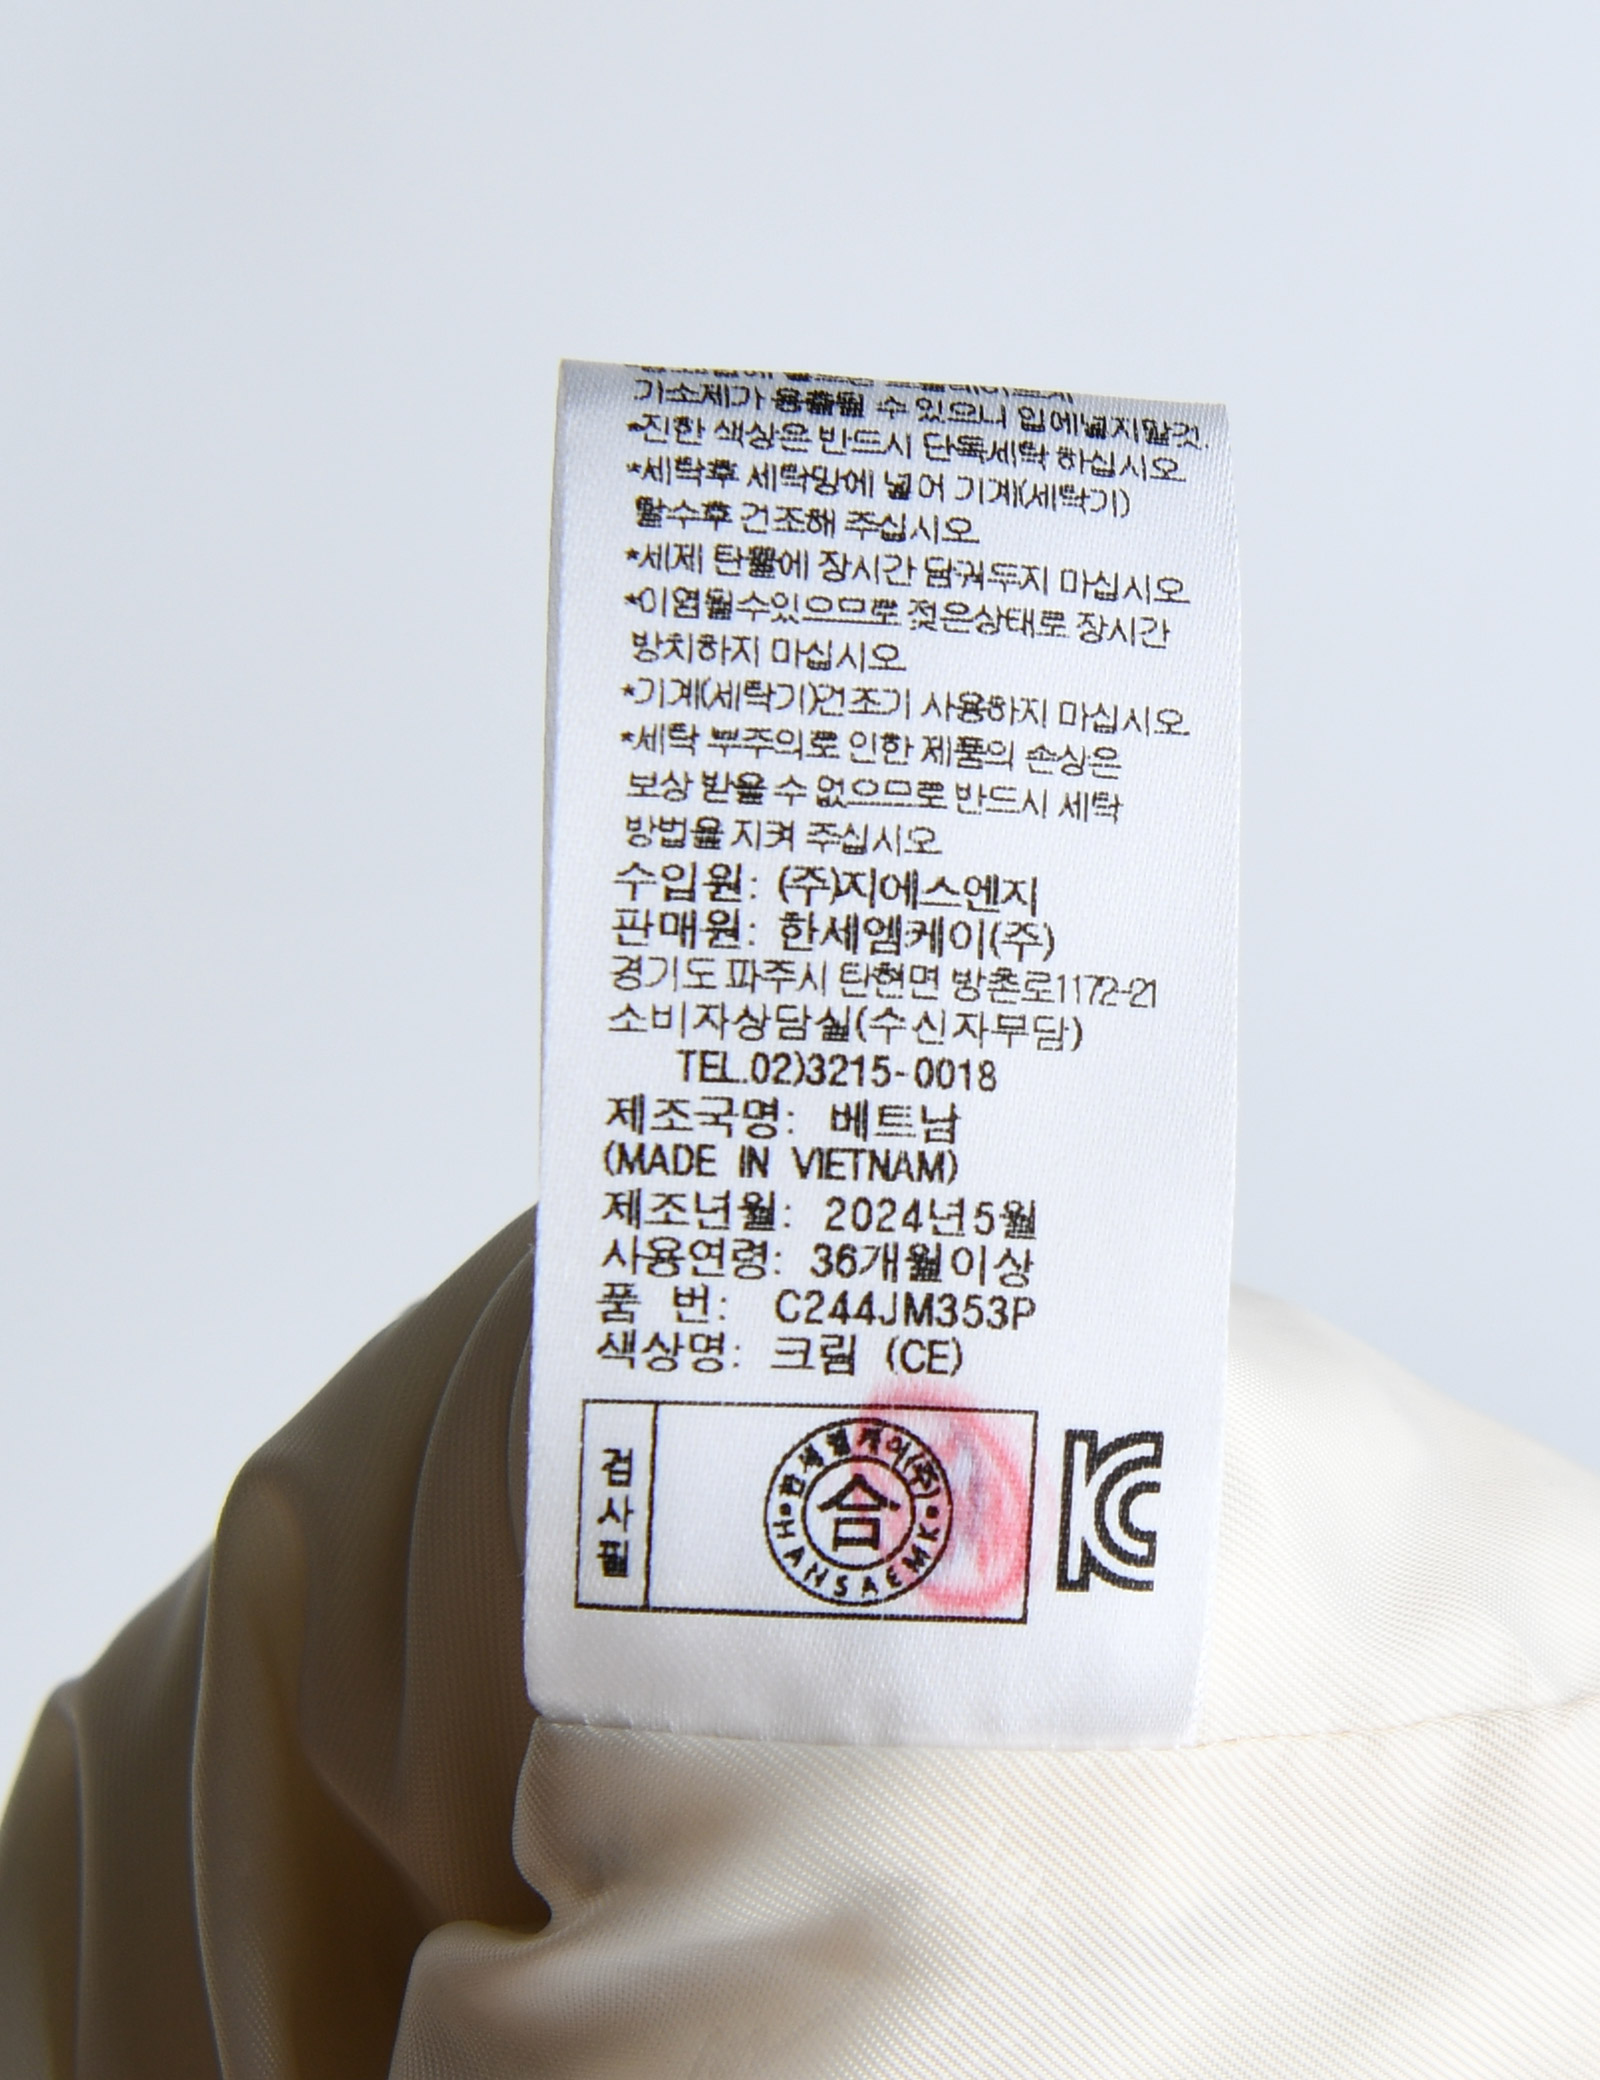 기소제가 용출될 수 있으니 입에넣지말것.
*진한 색상은 반드시 단독세탁 하십시오
*세탁후 세탁망에 넣어 기계(세탁기)
탈수후 건조해 주십시오
*세제 탄물에 장시간 담궈두지 마십시오
*이염될수있으므로 젖은상태로 장시간
방치하지 마십시오
*기계(세탁기)건조기 사용하지 마십시오
*세탁 부주의로 인한 제품의 손상은
보상 받을 수 없으므로 반드시 세탁
방법을 지켜 주십시오
수입원: (주)지에스엔지
판매원: 한세엠케이(주)
경기도 파주시 탄현면 방촌로1172-21
소비자상담실(수신자부담)
TEL.02)3215-0018
제조국명: 베트남
(MADE IN VIETNAM)
제조년월: 2024년5월
사용연령: 36개월이상
품 번: C244JM353P
색상명: 크림 (CE)
검사필
한세엠케이(주)
合
HANSAEMK
KC